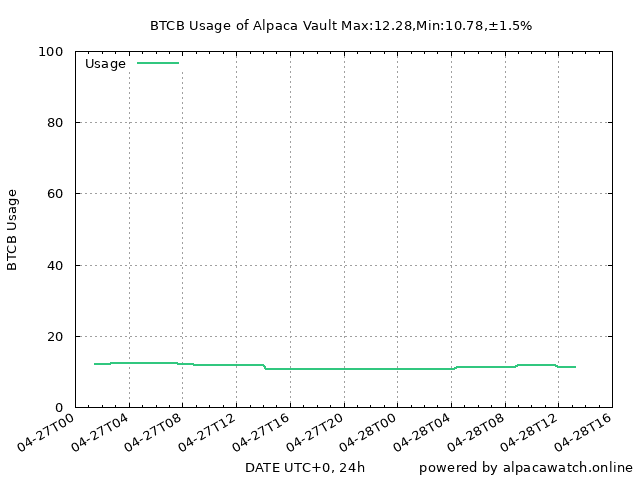 BTCB Usage of Alpaca Vault Max:12.28,Min:10.78,±1.5%
Usage
BTCB Usage
100
80
60
40
20
0
04-27T00
04-27T04
04-27T08
04-27T12
04-27T16
04-27T20
04-28T00
04-28T04
04-28T08
04-28T12
04-28T16
DATE UTC+0, 24h
powered by alpacawatch.online